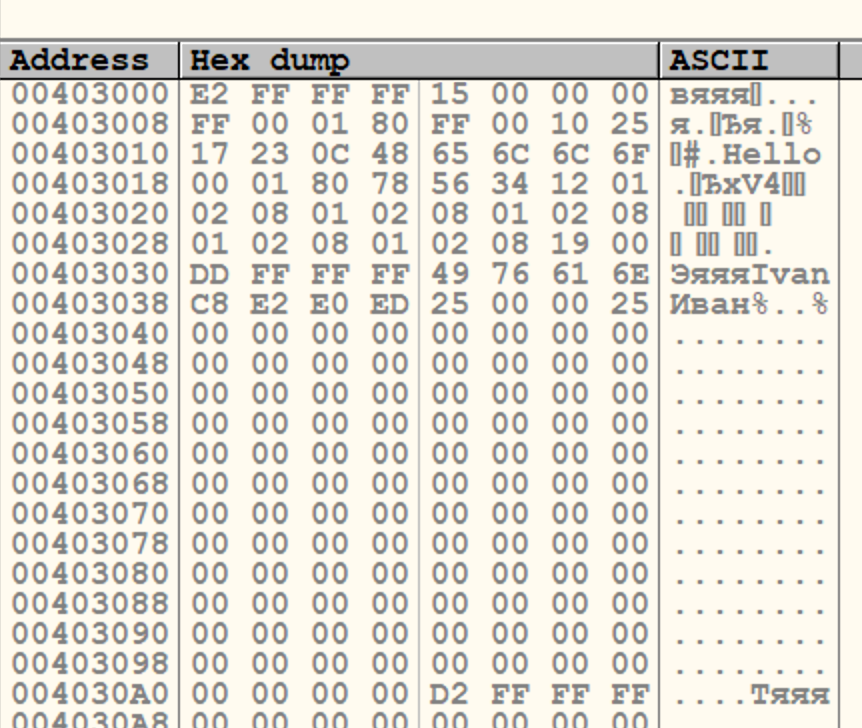 Address Hex dump ASCII
00403000 E2 FF FF FF 15 00 00 00 вяяя▯...
00403008 FF 00 01 80 FF 00 10 25 я.▯Ђя.▯%
00403010 17 23 0C 48 65 6C 6C 6F ▯#.Hello
00403018 00 01 80 78 56 34 12 01 .▯ЂxV4▯▯
00403020 02 08 01 02 08 01 02 08 ▯▯ ▯▯ ▯
00403028 01 02 08 01 02 08 19 00 ▯ ▯▯ ▯▯.
00403030 DD FF FF FF 49 76 61 6E ЭяяяIvan
00403038 C8 E2 E0 ED 25 00 00 25 Иван%..%
00403040 00 00 00 00 00 00 00 00 ........
00403048 00 00 00 00 00 00 00 00 ........
00403050 00 00 00 00 00 00 00 00 ........
00403058 00 00 00 00 00 00 00 00 ........
00403060 00 00 00 00 00 00 00 00 ........
00403068 00 00 00 00 00 00 00 00 ........
00403070 00 00 00 00 00 00 00 00 ........
00403078 00 00 00 00 00 00 00 00 ........
00403080 00 00 00 00 00 00 00 00 ........
00403088 00 00 00 00 00 00 00 00 ........
00403090 00 00 00 00 00 00 00 00 ........
00403098 00 00 00 00 00 00 00 00 ........
004030A0 00 00 00 00 D2 FF FF FF ....Тяяя
004030A8 00 00 00 00 00 00 00 00